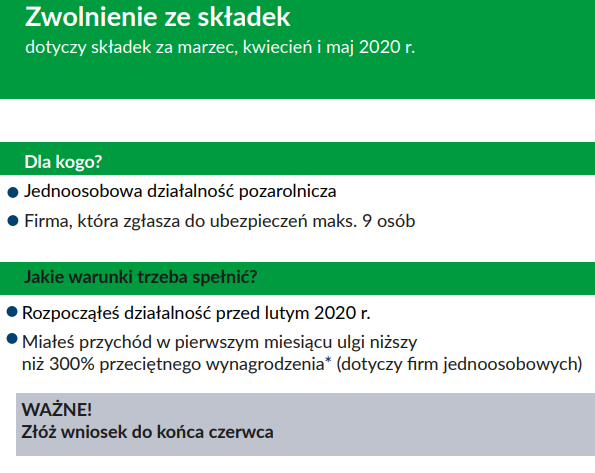 Zwolnienie ze składek
dotyczy składek za marzec, kwiecień i maj 2020 r.
Dla kogo?
● Jednoosobowa działalność pozarolnicza
● Firma, która zgłasza do ubezpieczeń maks. 9 osób
Jakie warunki trzeba spełnić?
● Rozpocząłeś działalność przed lutym 2020 r.
● Miałeś przychód w pierwszym miesiącu ulgi niższy
niż 300% przeciętnego wynagrodzenia* (dotyczy firm jednoosobowych)
WAŻNE!
Złóż wniosek do końca czerwca